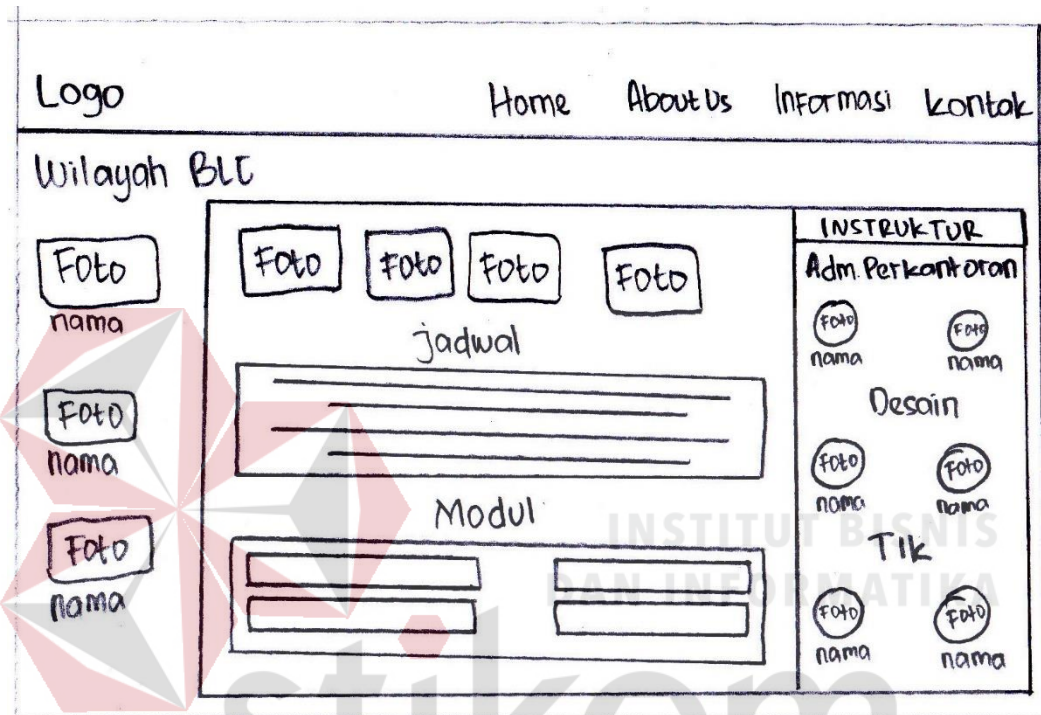 Logo Home About Us Informasi Kontak
Wilayah BLC
Foto
nama
Foto
nama
Foto
nama
Foto Foto Foto Foto
jadwal
Modul
INSTRUKTUR
Adm. Perkantoran
Foto Foto
nama nama
Desain
Foto Foto
nama nama
TIK
Foto Foto
nama nama
INSTITUT BISNIS
DAN INFORMATIKA
stikom